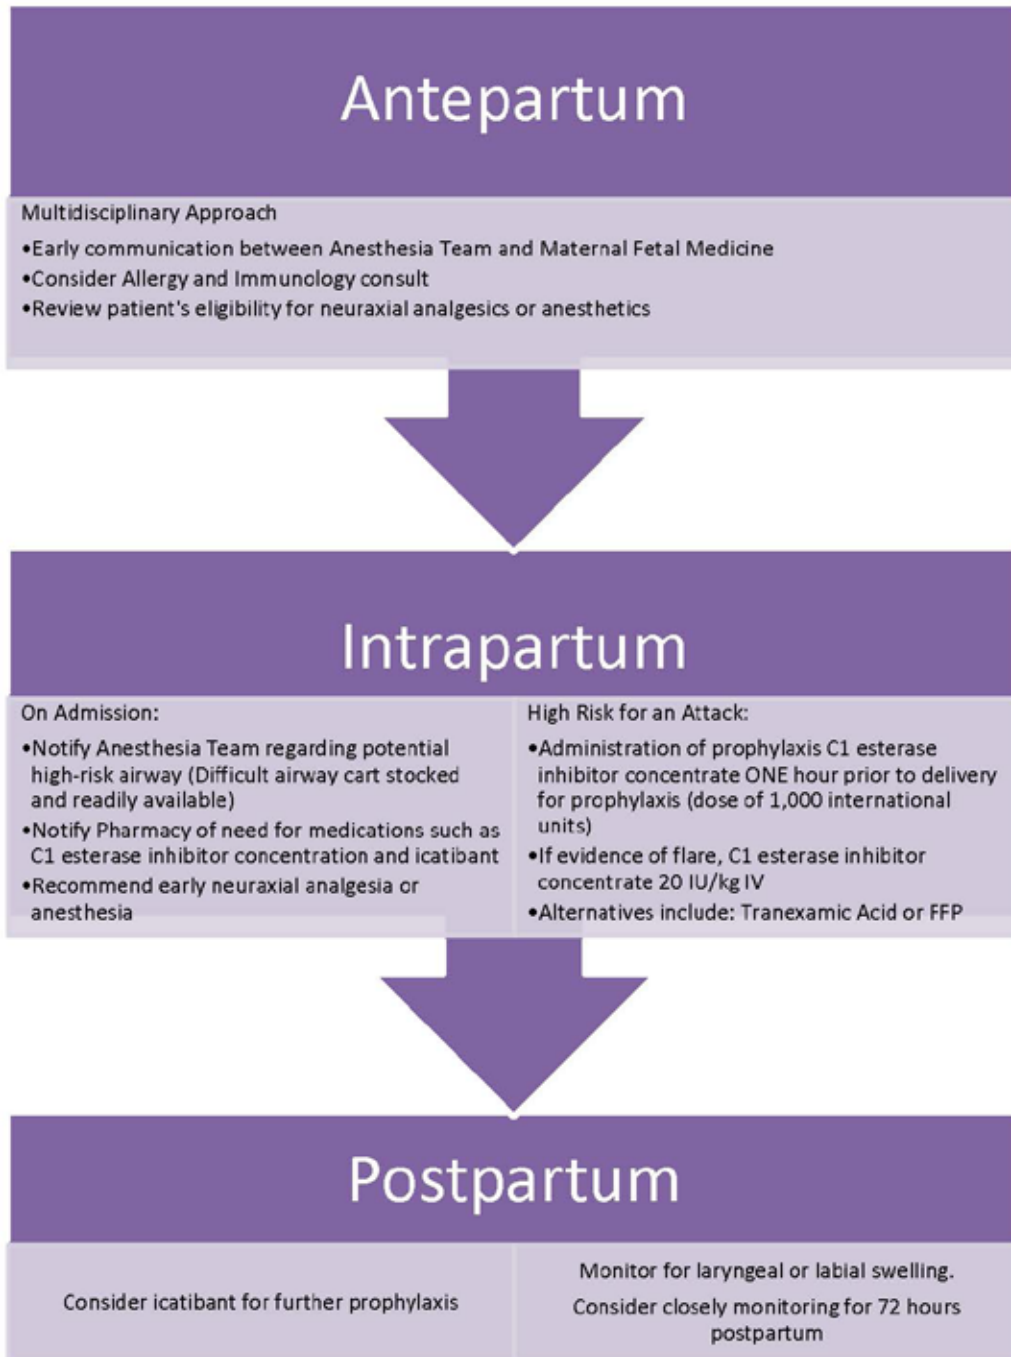 Antepartum
Multidisciplinary Approach
•Early communication between Anesthesia Team and Maternal Fetal Medicine
•Consider Allergy and Immunology consult
•Review patient's eligibility for neuraxial analgesics or anesthetics
Intrapartum
On Admission:
•Notify Anesthesia Team regarding potential
high-risk airway (Difficult airway cart stocked
and readily available)
•Notify Pharmacy of need for medications such as
C1 esterase inhibitor concentration and icatibant
•Recommend early neuraxial analgesia or
anesthesia
High Risk for an Attack:
•Administration of prophylaxis C1 esterase
inhibitor concentrate ONE hour prior to delivery
for prophylaxis (dose of 1,000 international
units)
•If evidence of flare, C1 esterase inhibitor
concentrate 20 IU/kg IV
•Alternatives include: Tranexamic Acid or FFP
Postpartum
Consider icatibant for further prophylaxis
Monitor for laryngeal or labial swelling.
Consider closely monitoring for 72 hours
postpartum